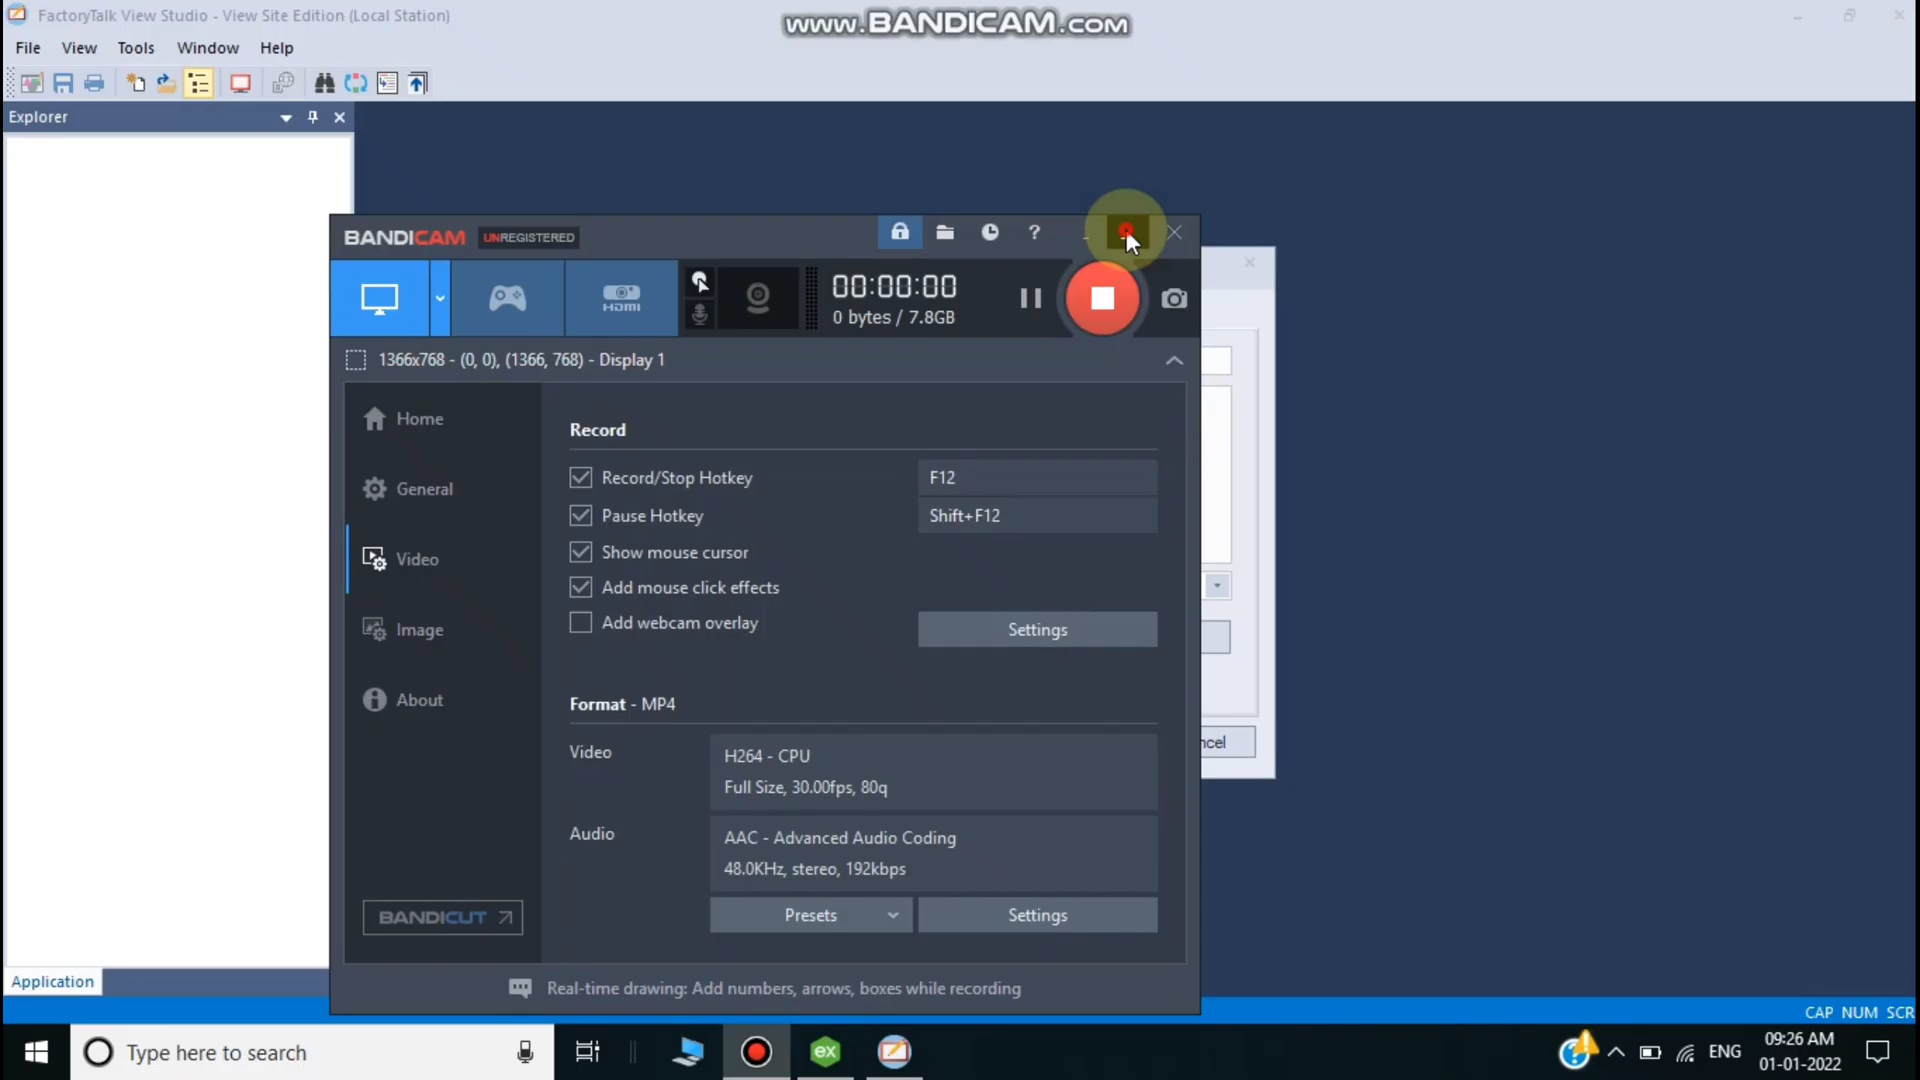 FactoryTalk View Studio - View Site Edition (Local Station)
www.BANDICAM.com
File View Tools Window Help
Explorer
BANDICAM UNREGISTERED
?
HDMI
00:00:00
0 bytes / 7.8GB
1366x768 - (0, 0), (1366, 768) - Display 1
Home
General
Video
Image
About
BANDICUT
Record
Record/Stop Hotkey F12
Pause Hotkey Shift+F12
Show mouse cursor
Add mouse click effects
Add webcam overlay
Settings
Format - MP4
Video
H264 - CPU
Full Size, 30.00fps, 80q
Audio
AAC - Advanced Audio Coding
48.0KHz, stereo, 192kbps
Presets Settings
ncel
Application
Real-time drawing: Add numbers, arrows, boxes while recording
CAP NUM SCR
Type here to search
ex
ENG
09:26 AM
01-01-2022